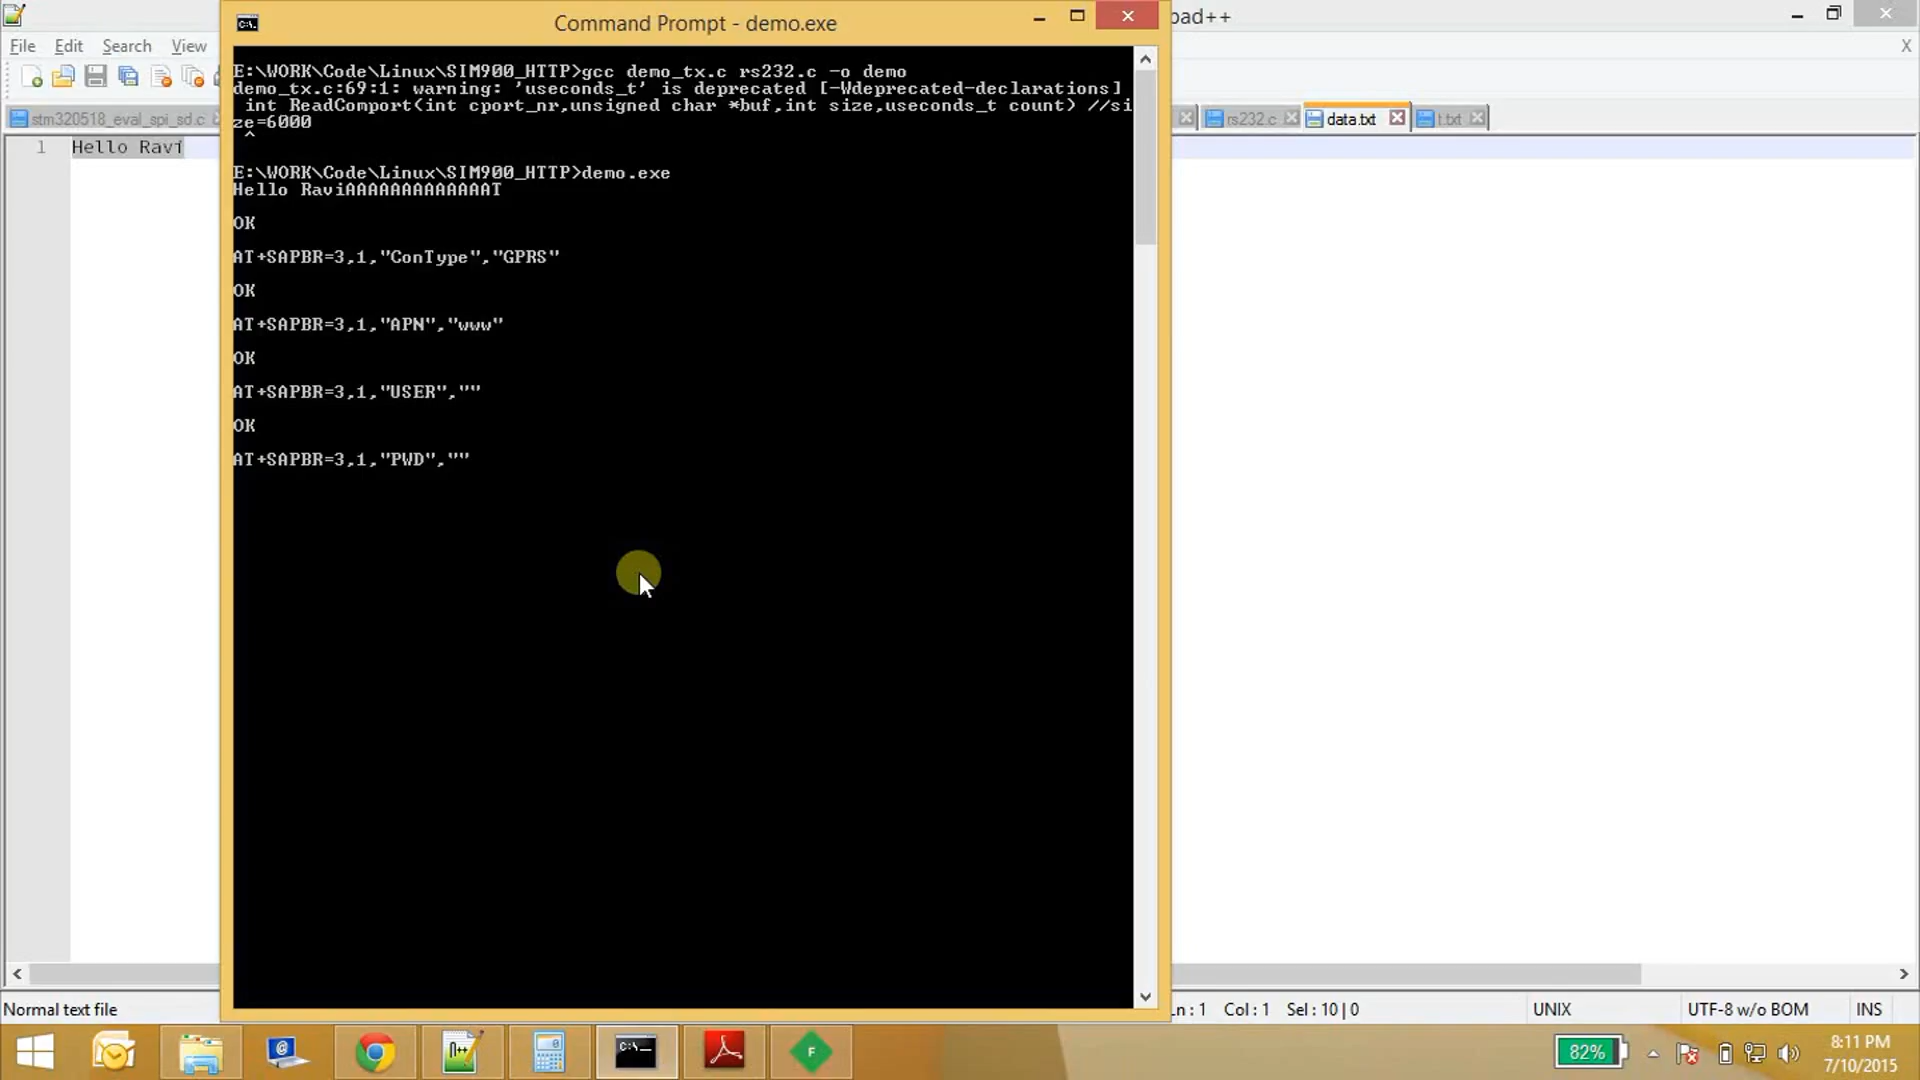 Command Prompt - demo.exe
pad++
File Edit Search View
X
stm320518_eval_spi_sd.c
rs232.c
data.txt
t.txt
1
Hello Ravi
E:\WORK\Code\Linux\SIM900_HTTP>gcc demo_tx.c rs232.c -o demo
demo_tx.c:69:1: warning: 'useconds_t' is deprecated [-Wdeprecated-declarations]
int ReadComport(int cport_nr,unsigned char *buf,int size,useconds_t count) //si
ze=6000
^
E:\WORK\Code\Linux\SIM900_HTTP>demo.exe
Hello RaviAAAAAAAAAAAAAT
OK
AT+SAPBR=3,1,"ConType","GPRS"
OK
AT+SAPBR=3,1,"APN","www"
OK
AT+SAPBR=3,1,"USER",""
OK
AT+SAPBR=3,1,"PWD",""
Normal text file
Ln : 1 Col : 1 Sel : 10 | 0
UNIX
UTF-8 w/o BOM
INS
82%
8:11 PM
7/10/2015